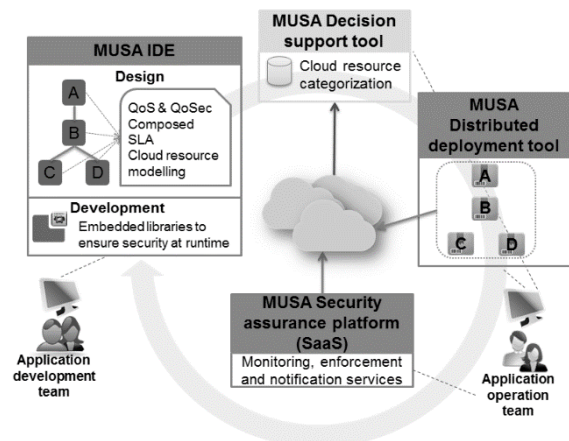 MUSA IDE
Design
A
B
C
D
QoS & QoSec
Composed
SLA
Cloud resource
modelling
Development
Embedded libraries to
ensure security at runtime
MUSA Decision
support tool
Cloud resource
categorization
MUSA
Distributed
deployment tool
A
B
C
D
MUSA Security
assurance platform
(SaaS)
Monitoring, enforcement
and notification services
Application
development
team
Application
operation
team